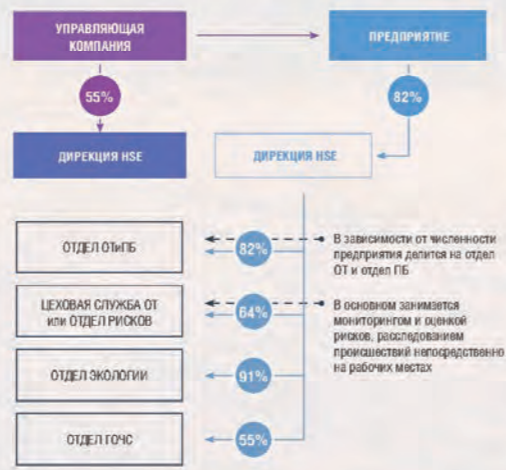 УПРАВЛЯЮЩАЯ
КОМПАНИЯ
ПРЕДПРИЯТИЕ
55%
82%
ДИРЕКЦИЯ HSE
ДИРЕКЦИЯ HSE
ОТДЕЛ ОТиПБ
82%
В зависимости от численности
предприятия делится на отдел
ОТ и отдел ПБ
ЦЕХОВАЯ СЛУЖБА ОТ
или ОТДЕЛ РИСКОВ
64%
В основном занимается
мониторингом и оценкой
рисков, расследованием
происшествий непосредственно
на рабочих местах
ОТДЕЛ ЭКОЛОГИИ
91%
ОТДЕЛ ГОЧС
55%